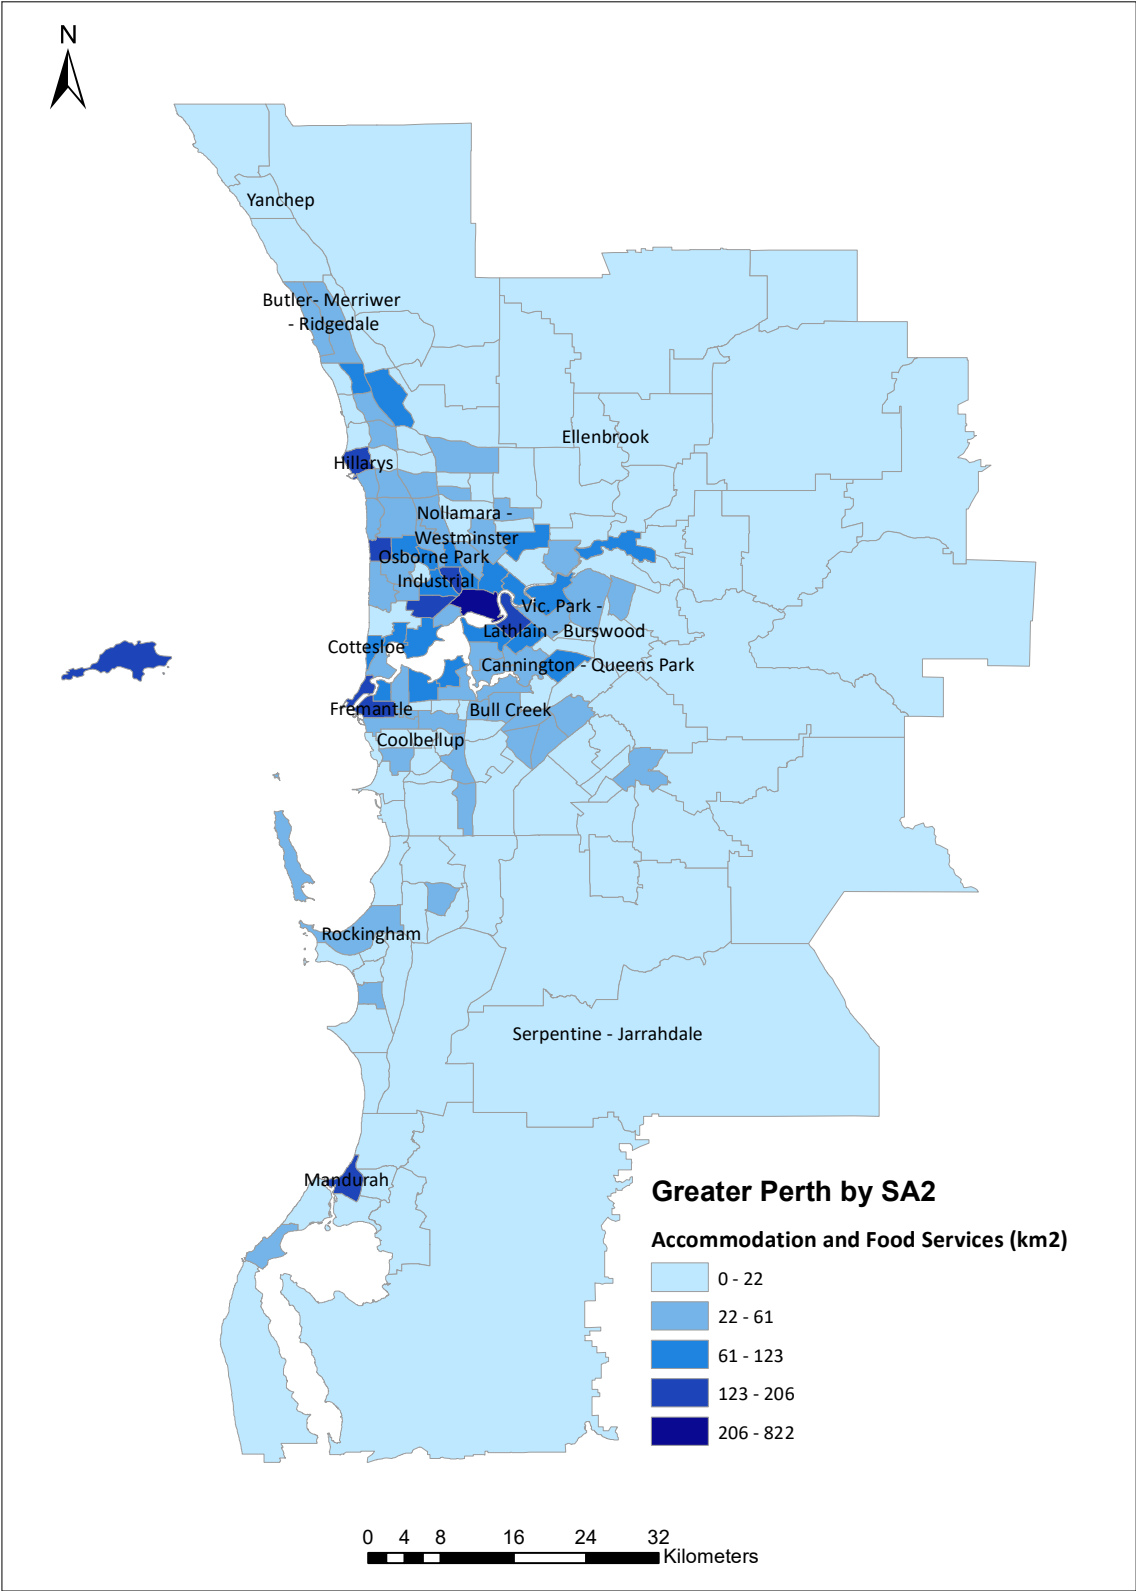 N
Yanchep
Butler- Merriwer
- Ridgedale
Ellenbrook
Hillarys
Nollamara -
Westminster
Osborne Park
Industrial
Vic. Park -
Lathlain - Burswood
Cottesloe
Cannington - Queens Park
Fremantle
Bull Creek
Coolbellup
Rockingham
Serpentine - Jarrahdale
Mandurah
Greater Perth by SA2
Accommodation and Food Services (km2)
0 - 22
22 - 61
61 - 123
123 - 206
206 - 822
0 4 8 16 24 32
Kilometers